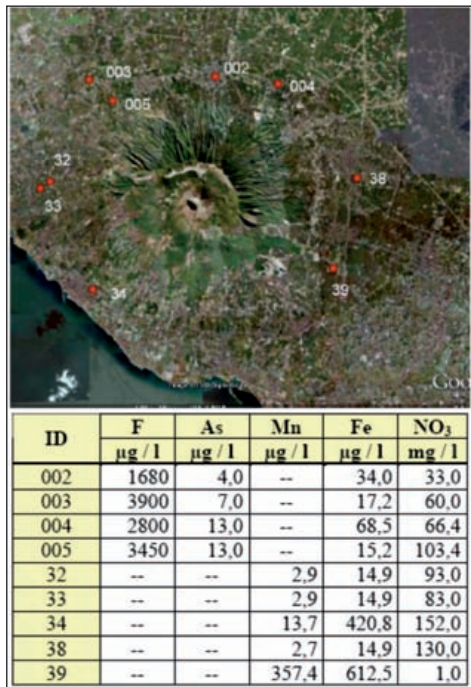 003
002
004
005
32
33
38
39
34
Goo
ID F As Mn Fe NO₃
µg / l µg / l µg / l µg / l mg / l
002 1680 4,0 -- 34,0 33,0
003 3900 7,0 -- 17,2 60,0
004 2800 13,0 -- 68,5 66,4
005 3450 13,0 -- 15,2 103,4
32 -- -- 2,9 14,9 93,0
33 -- -- 2,9 14,9 83,0
34 -- -- 13,7 420,8 152,0
38 -- -- 2,7 14,9 130,0
39 -- -- 357,4 612,5 1,0